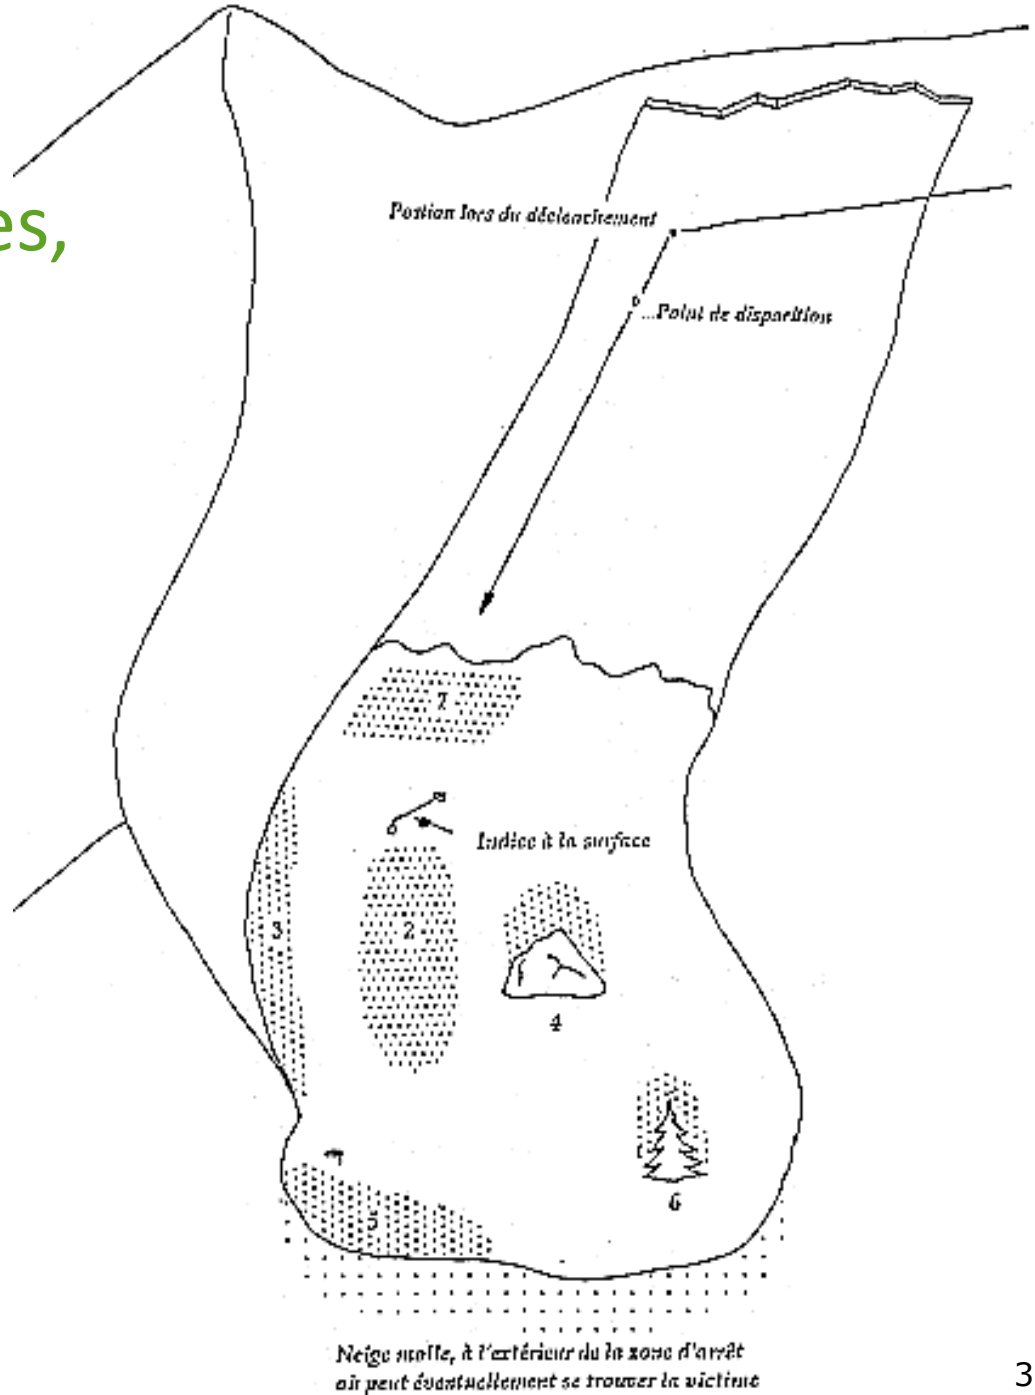 es,
Position lors du déclenchement
...Point de disparition
7
Indice à la surface
3
2
4
6
5
Neige molle, à l'extérieur de la zone d'arrêt
où peut éventuellement se trouver la victime
3